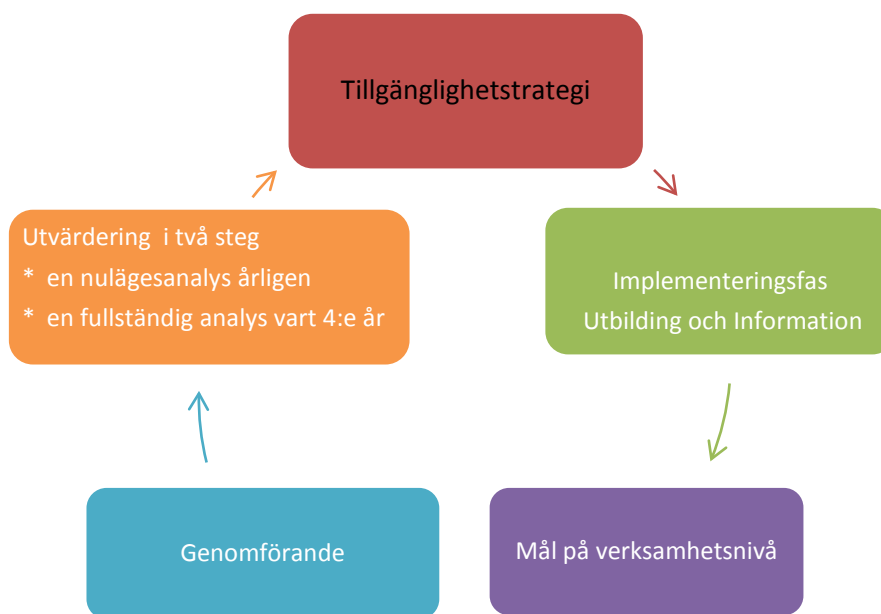 Tillgänglighetstrategi
Utvärdering i två steg
* en nulägesanalys årligen
* en fullständig analys vart 4:e år
Implementeringsfas
Utbilding och Information
Genomförande
Mål på verksamhetsnivå